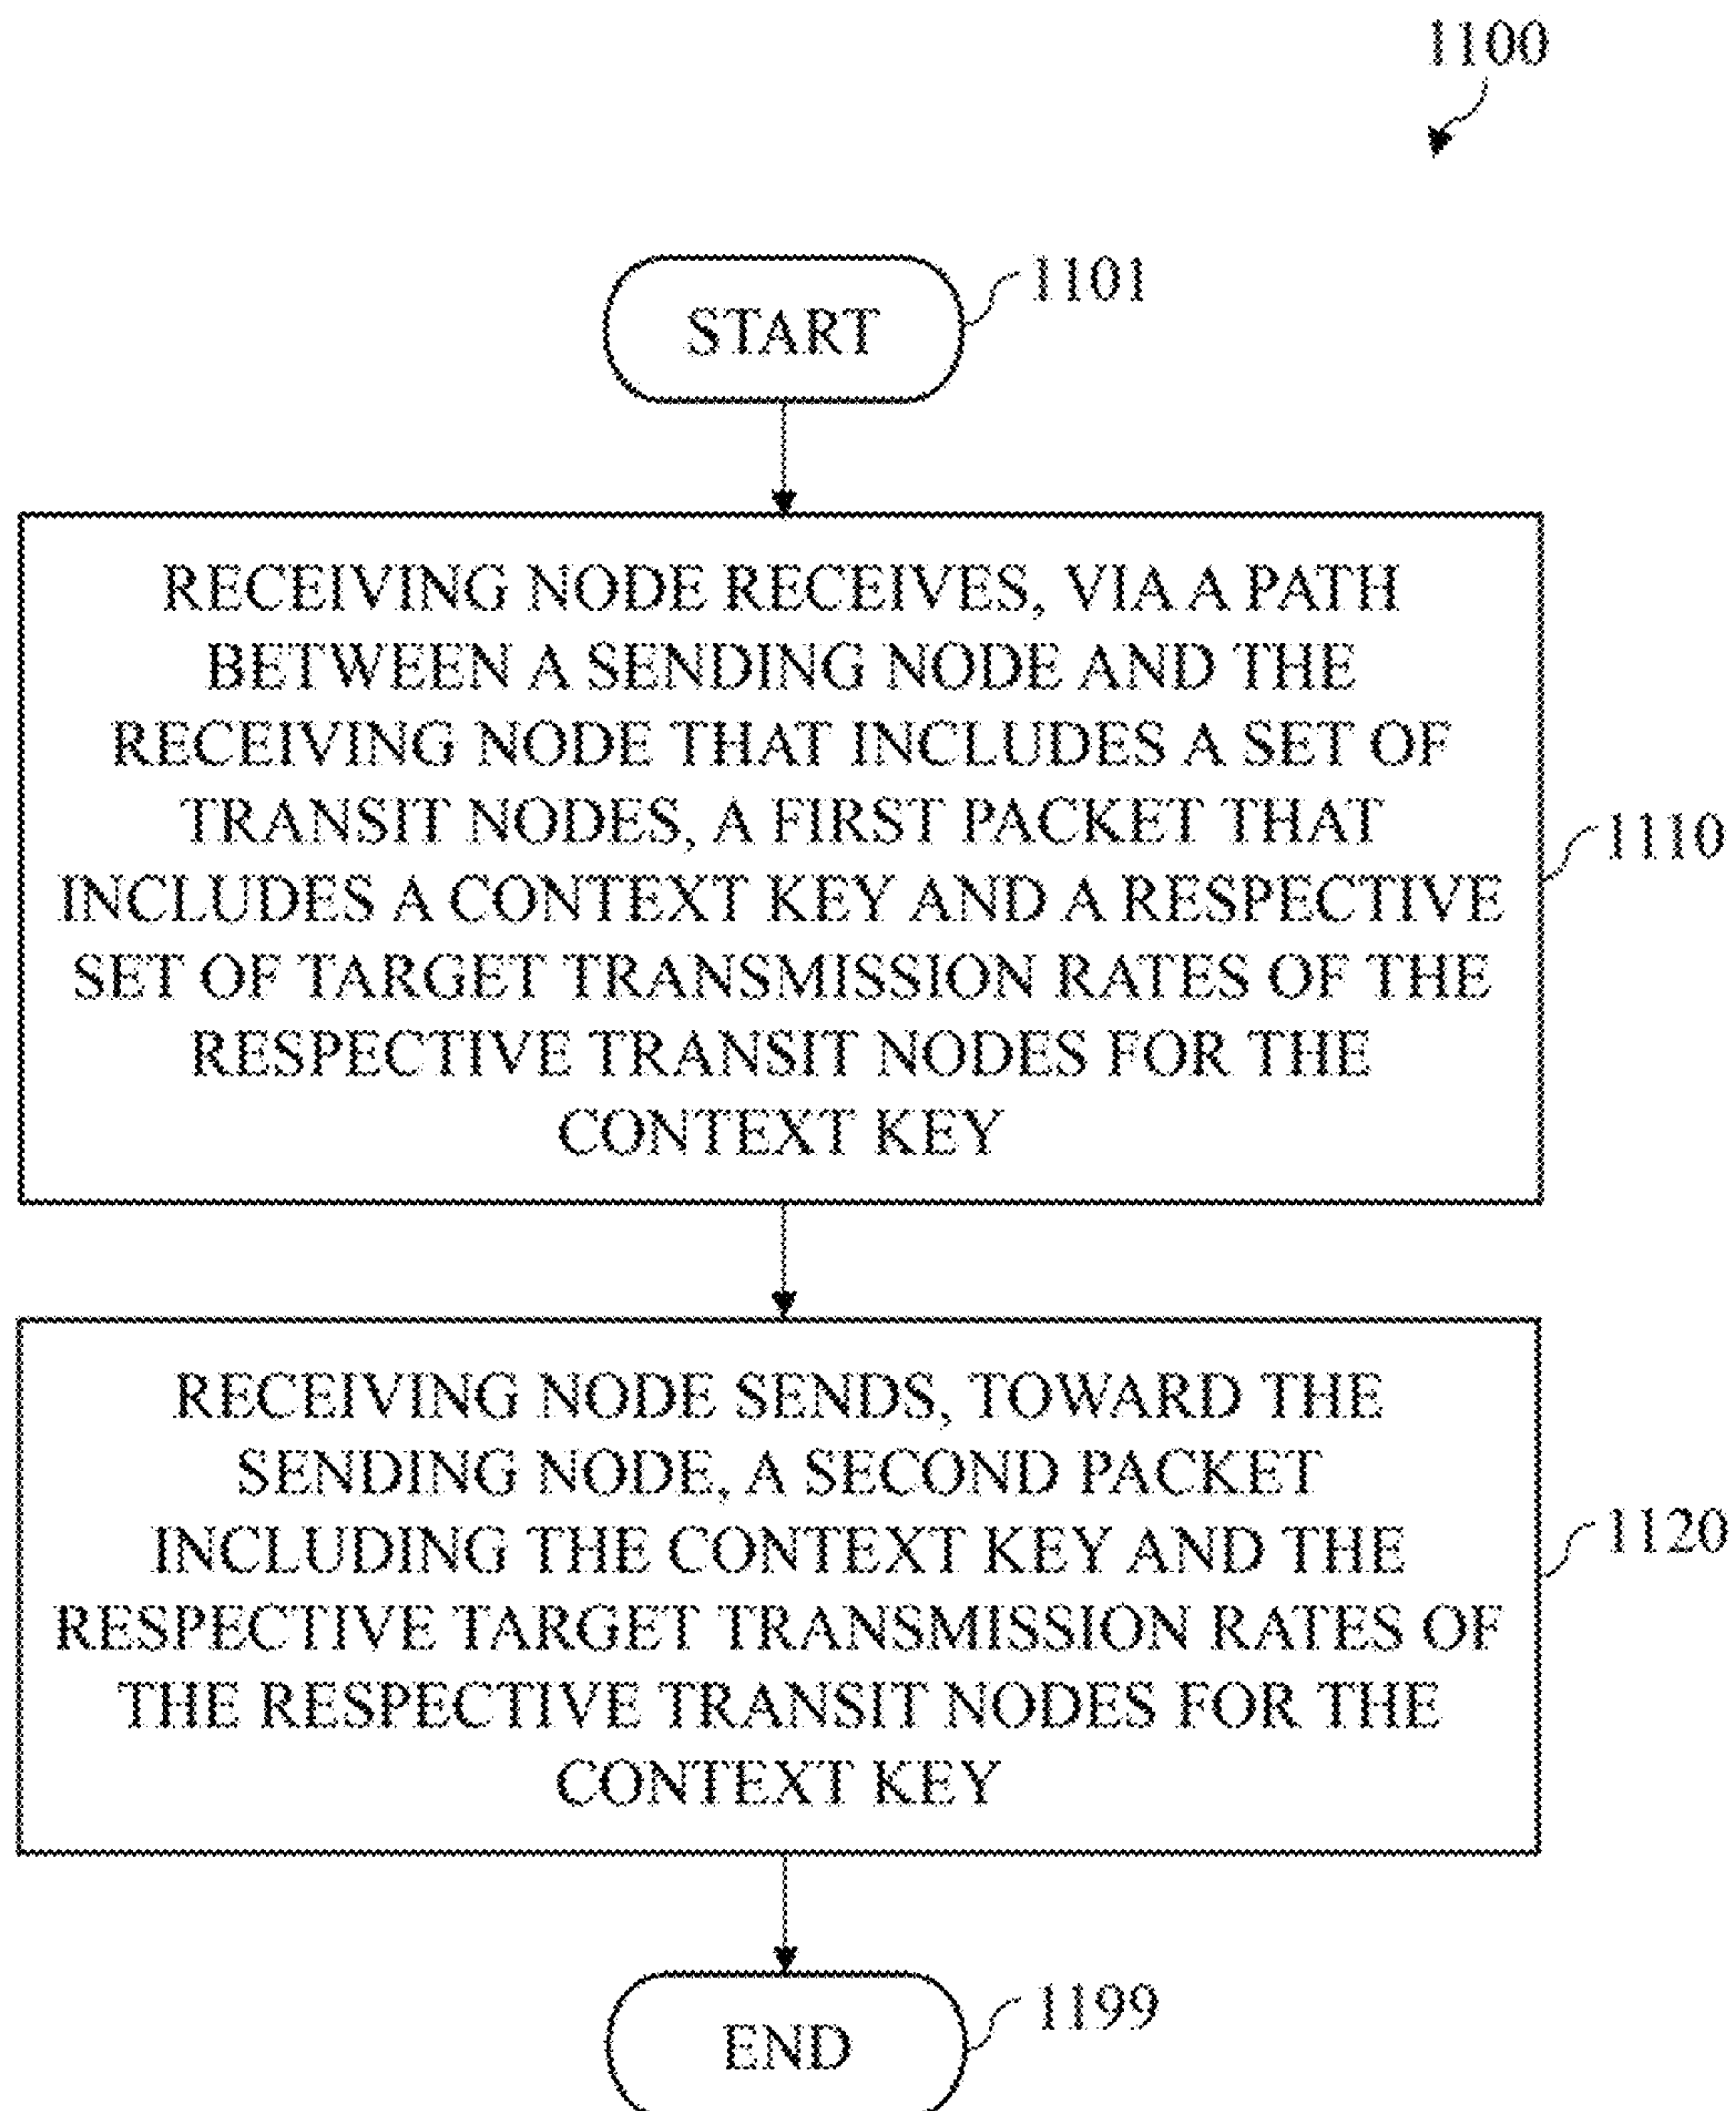 1100
START
1101
RECEIVING NODE RECEIVES, VIA A PATH
BETWEEN A SENDING NODE AND THE
RECEIVING NODE THAT INCLUDES A SET OF
TRANSIT NODES, A FIRST PACKET THAT
INCLUDES A CONTEXT KEY AND A RESPECTIVE
SET OF TARGET TRANSMISSION RATES OF THE
RESPECTIVE TRANSIT NODES FOR THE
CONTEXT KEY
1110
RECEIVING NODE SENDS, TOWARD THE
SENDING NODE, A SECOND PACKET
INCLUDING THE CONTEXT KEY AND THE
RESPECTIVE TARGET TRANSMISSION RATES OF
THE RESPECTIVE TRANSIT NODES FOR THE
CONTEXT KEY
1120
END
1199